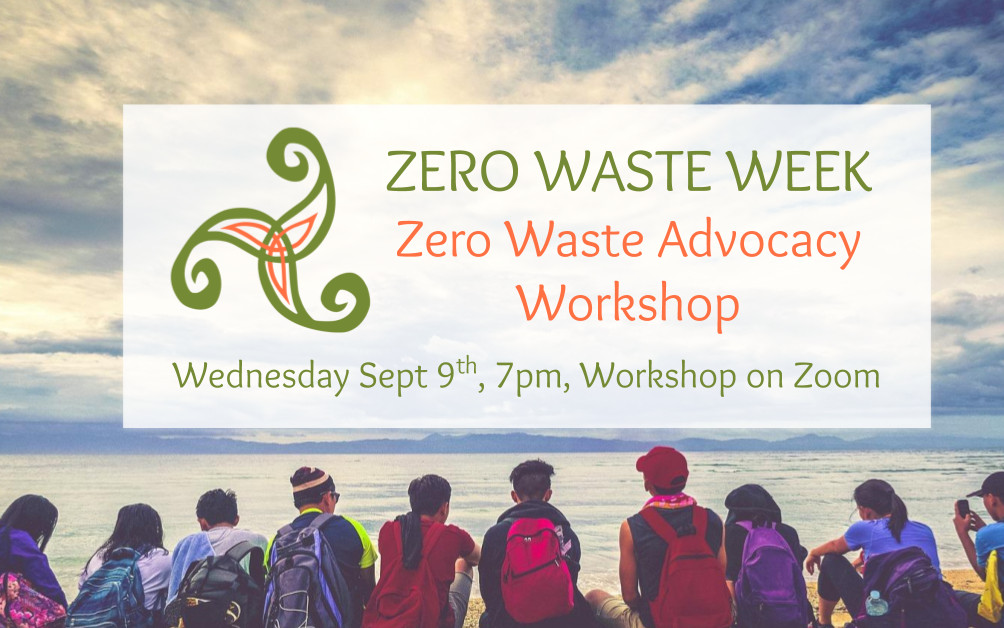 ZERO WASTE WEEK
Zero Waste Advocacy
Workshop
Wednesday Sept 9th, 7pm, Workshop on Zoom